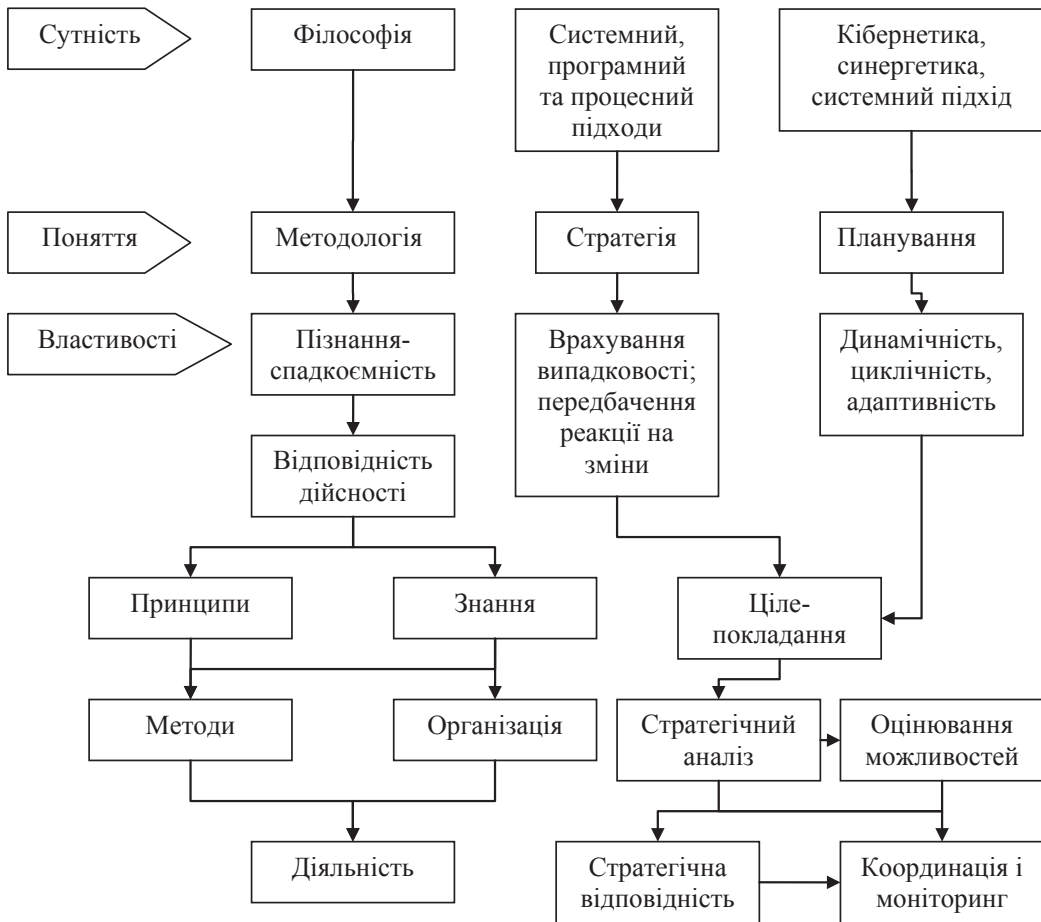 Сутність
Філософія
Системний,
програмний
та процесний
підходи
Кібернетика,
синергетика,
системний підхід
Поняття
Методологія
Стратегія
Планування
Властивості
Пізнання-
спадкоємність
Врахування
випадковості;
передбачення
реакції на
зміни
Динамічність,
циклічність,
адаптивність
Відповідність
дійсності
Принципи
Знання
Ціле-
покладання
Методи
Організація
Стратегічний
аналіз
Оцінювання
можливостей
Діяльність
Стратегічна
відповідність
Координація і
моніторинг